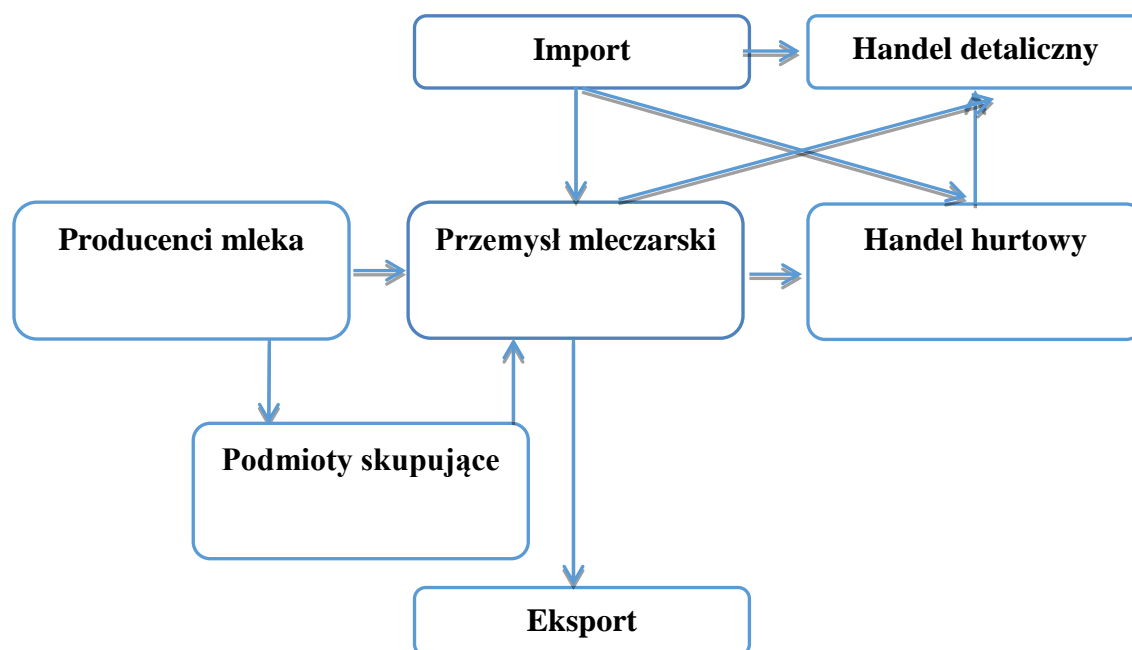 Import
Handel detaliczny
Producenci mleka
Przemysł mleczarski
Handel hurtowy
Podmioty skupujące
Eksport